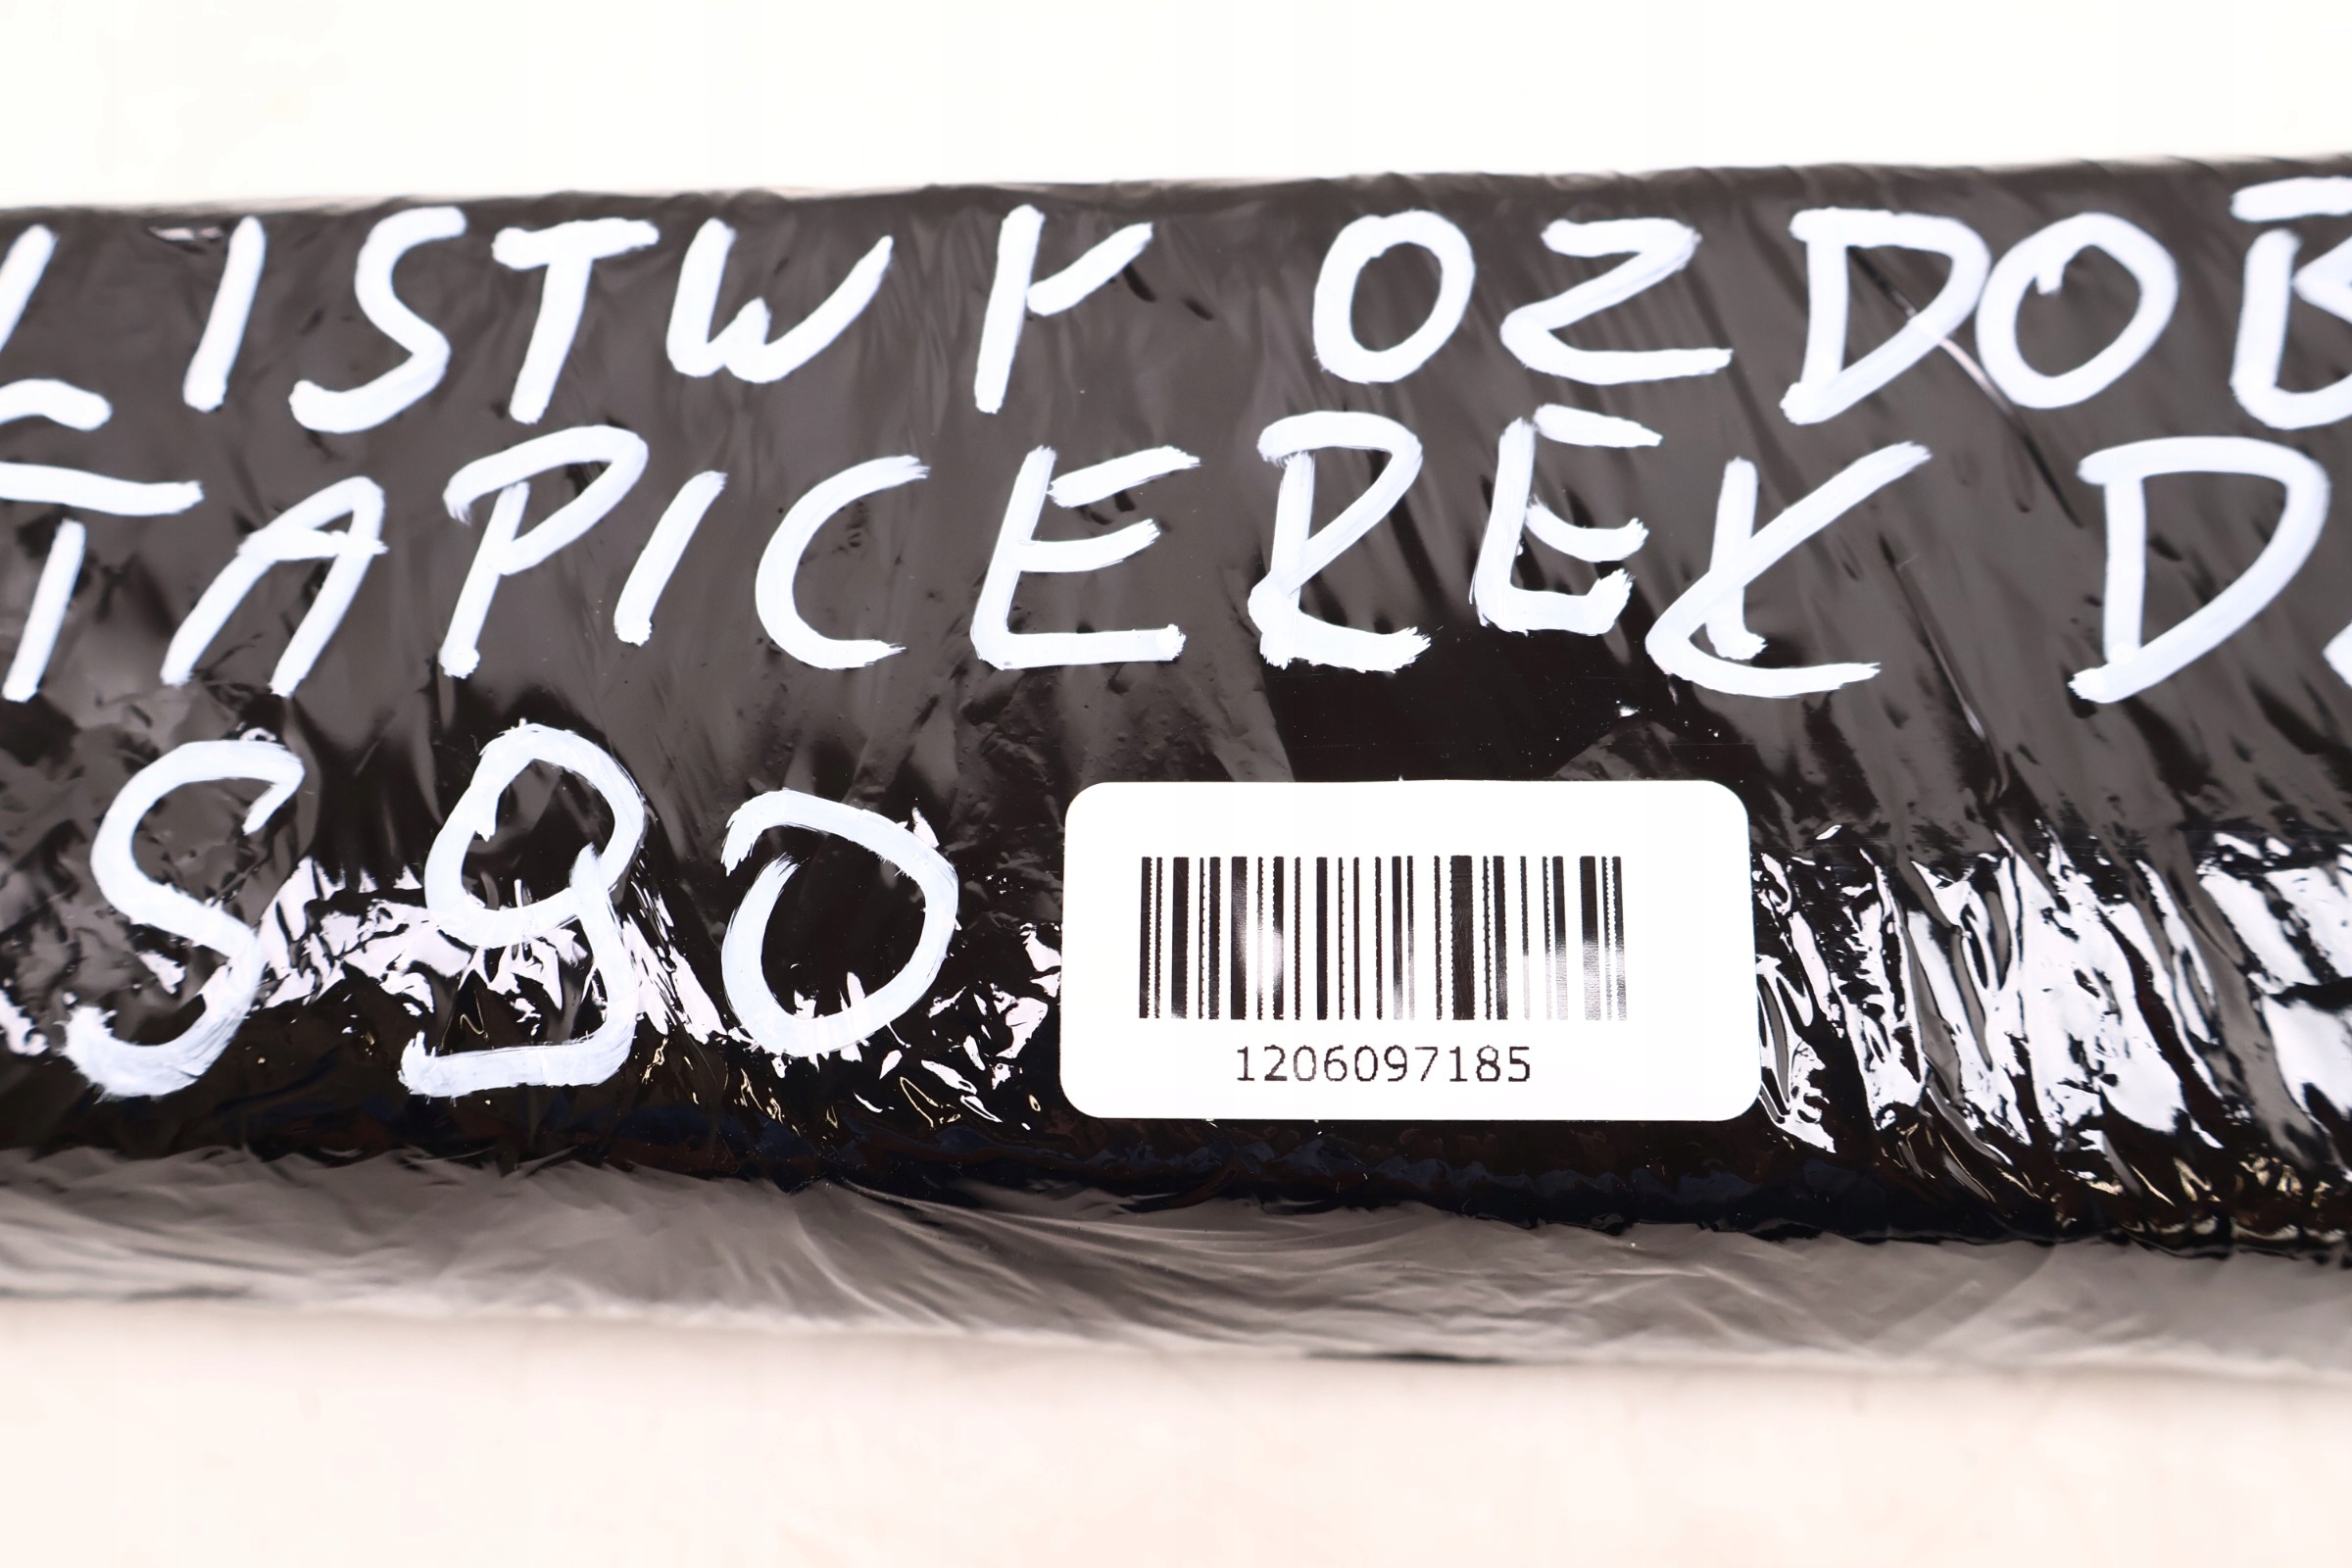 LISTWY OZDOB
TAPICEREK D
S90
1206097185